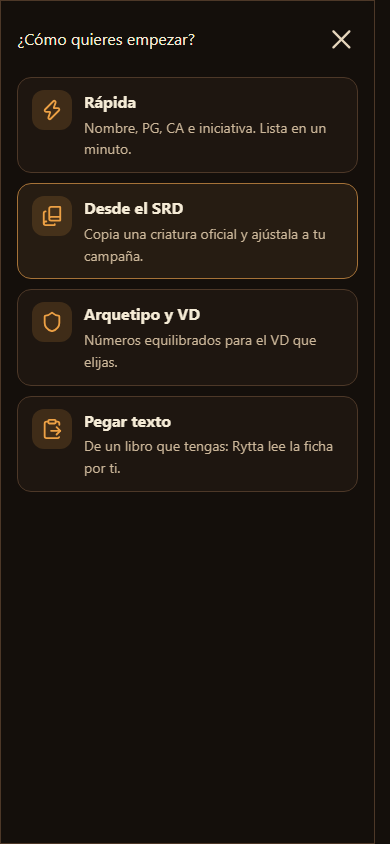 ¿Cómo quieres empezar?
Rápida
Nombre, PG, CA e iniciativa. Lista en un
minuto.
Desde el SRD
Copia una criatura oficial y ajústala a tu
campaña.
Arquetipo y VD
Números equilibrados para el VD que
elijas.
Pegar texto
De un libro que tengas: Rytta lee la ficha
por ti.